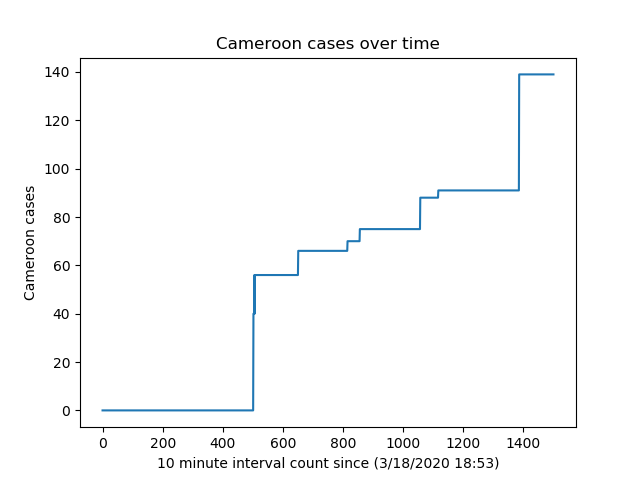 Cameroon cases over time
140
120
100
80
60
40
20
0
Cameroon cases
0 200 400 600 800 1000 1200 1400
10 minute interval count since (3/18/2020 18:53)